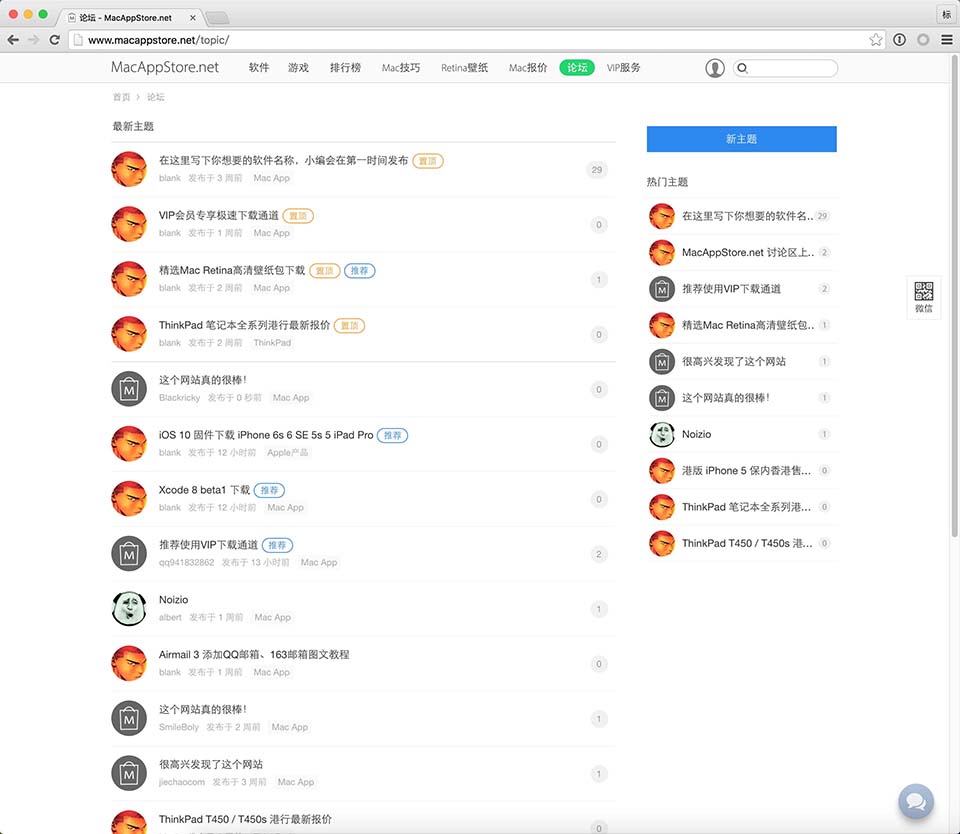 论坛 - MacAppStore.net
标
www.macappstore.net/topic/
MacAppStore.net 软件 游戏 排行榜 Mac技巧 Retina壁纸 Mac报价 论坛 VIP服务
首页 › 论坛
最新主题
在这里写下你想要的软件名称，小编会在第一时间发布 置顶
blank 发布于 3 周前 Mac App
29
VIP会员专享极速下载通道 置顶
blank 发布于 1 周前 Mac App
0
精选Mac Retina高清壁纸包下载 置顶 推荐
blank 发布于 2 周前 Mac App
1
ThinkPad 笔记本全系列港行最新报价 置顶
blank 发布于 2 周前 ThinkPad
0
这个网站真的很棒！
Blackricky 发布于 0 秒前 Mac App
0
iOS 10 固件下载 iPhone 6s 6 SE 5s 5 iPad Pro 推荐
blank 发布于 12 小时前 Apple产品
0
Xcode 8 beta1 下载 推荐
blank 发布于 12 小时前 Mac App
0
推荐使用VIP下载通道 推荐
qq941832862 发布于 13 小时前 Mac App
2
Noizio
albert 发布于 1 周前 Mac App
1
Airmail 3 添加QQ邮箱、163邮箱图文教程
blank 发布于 1 周前 Mac App
0
这个网站真的很棒！
SmileBoly 发布于 2 周前 Mac App
1
很高兴发现了这个网站
jiechaocom 发布于 3 周前 Mac App
1
ThinkPad T450 / T450s 港行最新报价
0
新主题
热门主题
在这里写下你想要的软件名... 29
MacAppStore.net 讨论区上... 2
推荐使用VIP下载通道 2
精选Mac Retina高清壁纸包... 1
很高兴发现了这个网站 1
这个网站真的很棒！ 1
Noizio 1
港版 iPhone 5 保内香港售... 0
ThinkPad 笔记本全系列港... 0
ThinkPad T450 / T450s 港... 0
微信